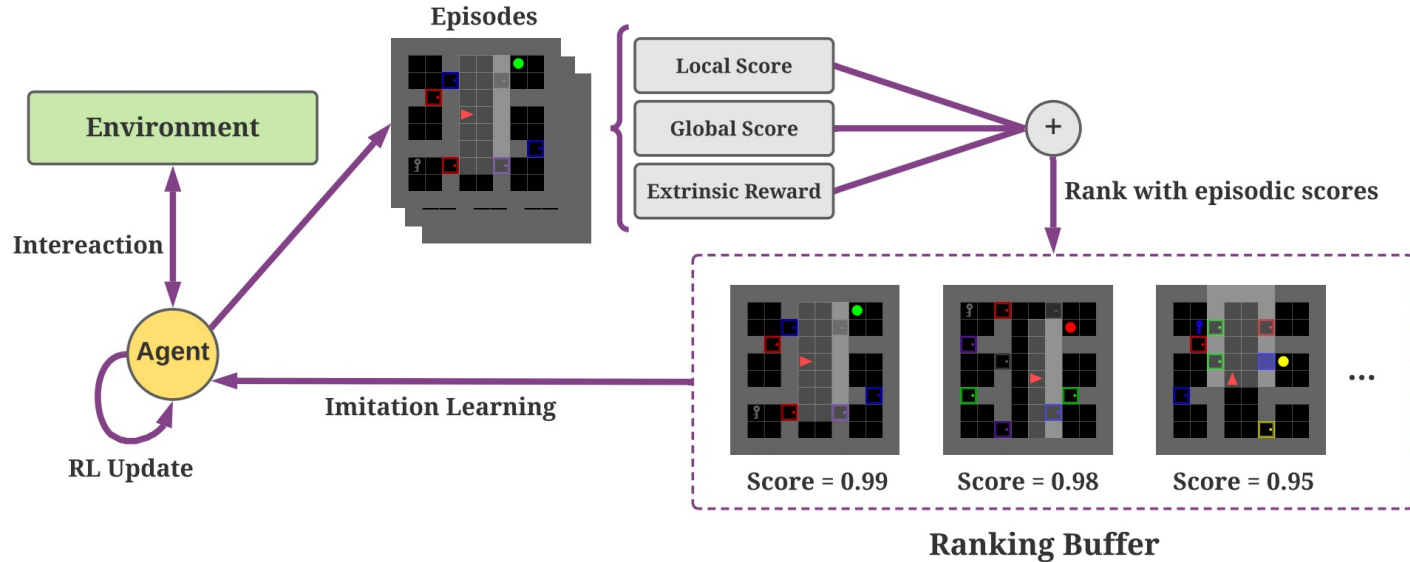 Episodes
Local Score
Global Score
Extrinsic Reward
+
Environment
Rank with episodic scores
Intereaction
Agent
Imitation Learning
RL Update
Score = 0.99
Score = 0.98
Score = 0.95
...
Ranking Buffer